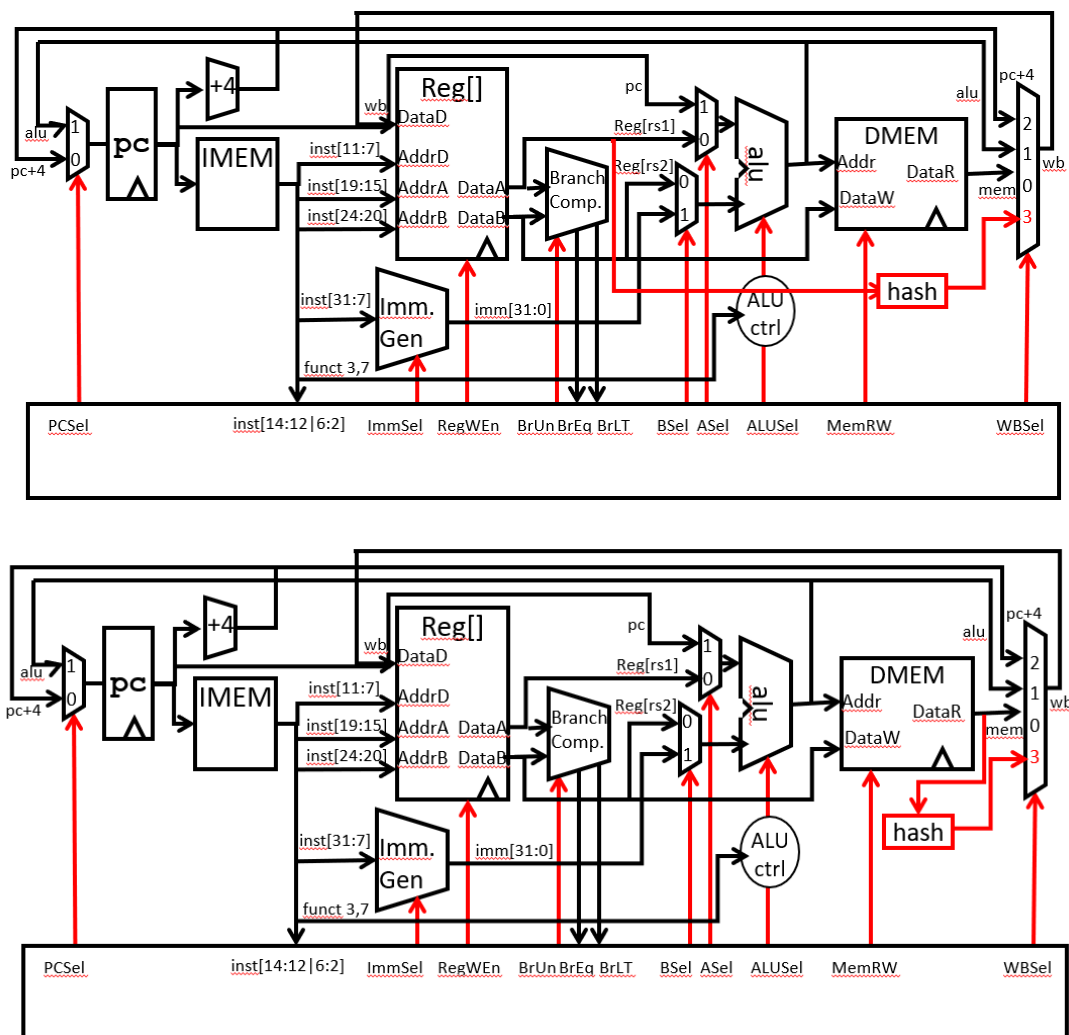 pc+4
alu
Reg[]
+4
pc
1
2
wb
DataD
alu
1
pc
IMEM
Reg[rs1]
0
alu
DMEM
1
wb
inst[11:7]
AddrD
pc+4
0
Branch
Comp.
Reg[rs2]
0
Addr
DataR
mem
0
inst[19:15]
AddrA
DataA
1
DataW
3
inst[24:20]
AddrB
DataB
inst[31:7]
Imm.
Gen
imm[31:0]
ALU
ctrl
hash
funct 3,7
PCSel
inst[14:12|6:2]
ImmSel
RegWEn
BrUn
BrEq
BrLT
BSel
ASel
ALUSel
MemRW
WBSel
pc+4
alu
Reg[]
+4
pc
1
2
wb
DataD
alu
1
pc
IMEM
Reg[rs1]
0
alu
DMEM
1
wb
inst[11:7]
AddrD
pc+4
0
Branch
Comp.
Reg[rs2]
0
Addr
DataR
mem
0
inst[19:15]
AddrA
DataA
1
DataW
3
inst[24:20]
AddrB
DataB
inst[31:7]
Imm.
Gen
imm[31:0]
ALU
ctrl
hash
funct 3,7
PCSel
inst[14:12|6:2]
ImmSel
RegWEn
BrUn
BrEq
BrLT
BSel
ASel
ALUSel
MemRW
WBSel